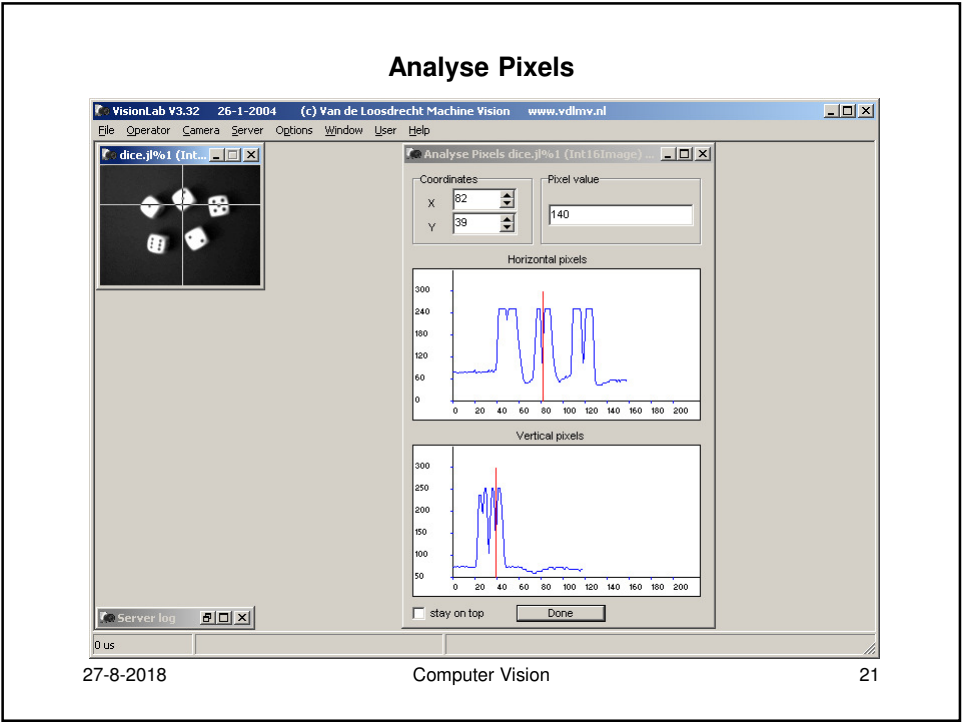 Analyse Pixels
VisionLab V3.32 26-1-2004 (c) Van de Loosdrecht Machine Vision www.vdlmv.nl
File Operator Camera Server Options Window User Help
dice.jl%1 (Int...
Analyse Pixels dice.jl%1 (Int16Image) ...
Coordinates
X 82
Y 39
Pixel value
140
Horizontal pixels
300
240
180
120
60
0
0 20 40 60 80 100 120 140 160 180 200
Vertical pixels
300
250
200
150
100
50
0 20 40 60 80 100 120 140 160 180 200
stay on top Done
Server log
0 us
27-8-2018 Computer Vision 21